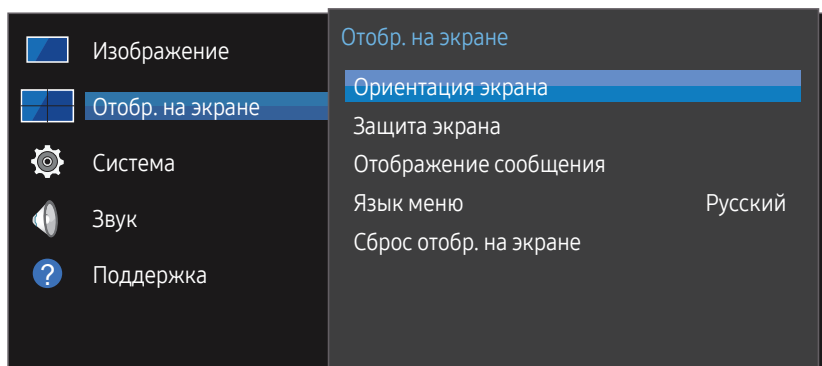 Изображение
Отобр. на экране
Система
Звук
Поддержка
Отобр. на экране
Ориентация экрана
Защита экрана
Отображение сообщения
Язык меню Русский
Сброс отобр. на экране